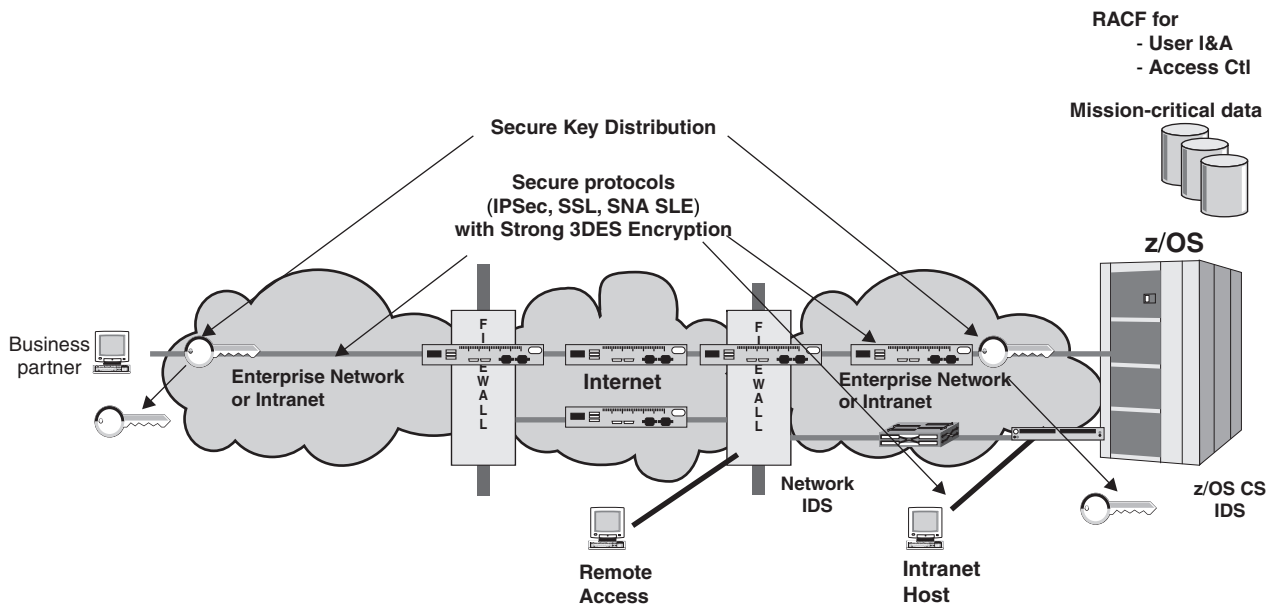 RACF for
- User I&A
- Access Ctl
Mission-critical data
Secure Key Distribution
Secure protocols
(IPSec, SSL, SNA SLE)
with Strong 3DES Encryption
z/OS
Business
partner
Enterprise Network
or Intranet
F
I
E
W
A
L
L
Internet
F
I
E
W
A
L
L
Enterprise Network
or Intranet
Network
IDS
z/OS CS
IDS
Remote
Access
Intranet
Host